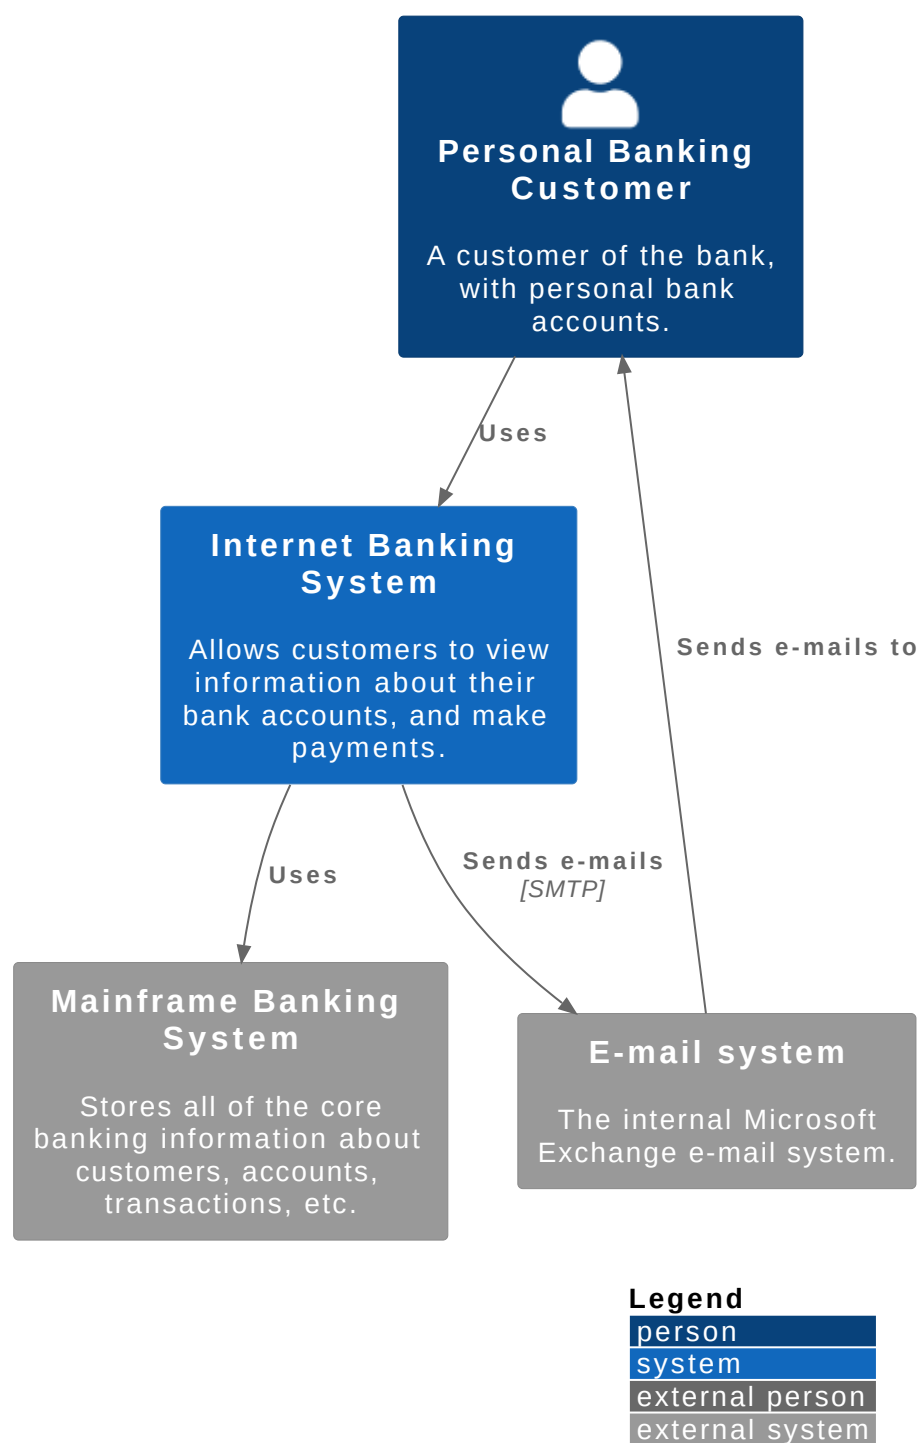 Personal Banking
Customer
A customer of the bank,
with personal bank
accounts.
Uses
Internet Banking
System
Allows customers to view
information about their
bank accounts, and make
payments.
Sends e-mails to
Uses
Sends e-mails
[SMTP]
Mainframe Banking
System
Stores all of the core
banking information about
customers, accounts,
transactions, etc.
E-mail system
The internal Microsoft
Exchange e-mail system.
Legend
person
system
external person
external system